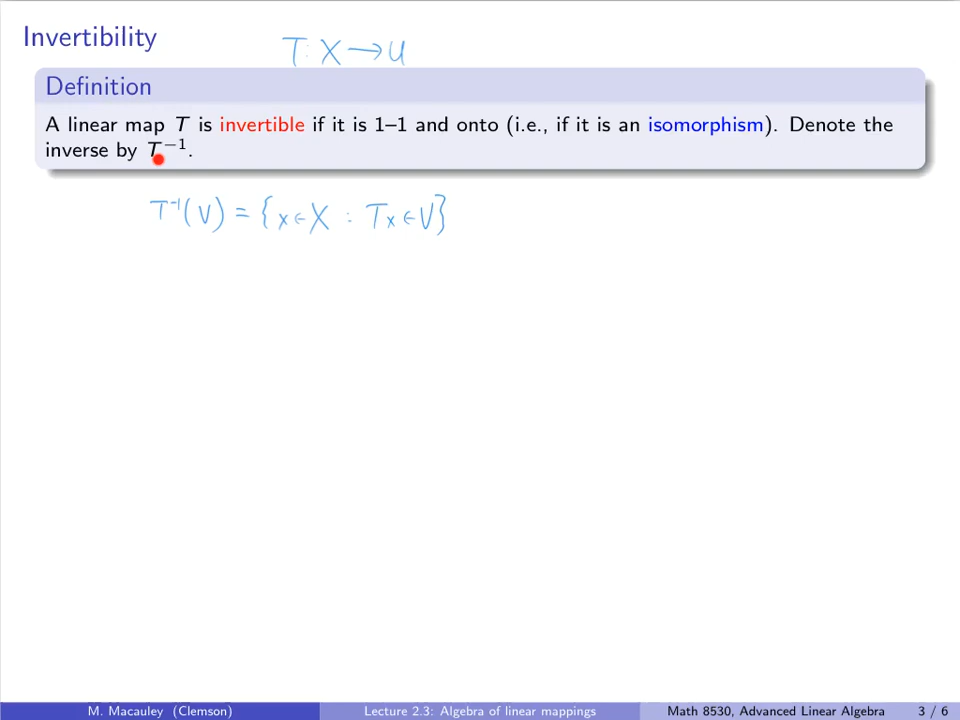 Invertibility
T: X → U
Definition
A linear map T is invertible if it is 1–1 and onto (i.e., if it is an isomorphism). Denote the
inverse by T⁻¹.
T⁻¹(V) = {x ∈ X : Tx ∈ V}
M. Macauley (Clemson) Lecture 2.3: Algebra of linear mappings Math 8530, Advanced Linear Algebra 3 / 6